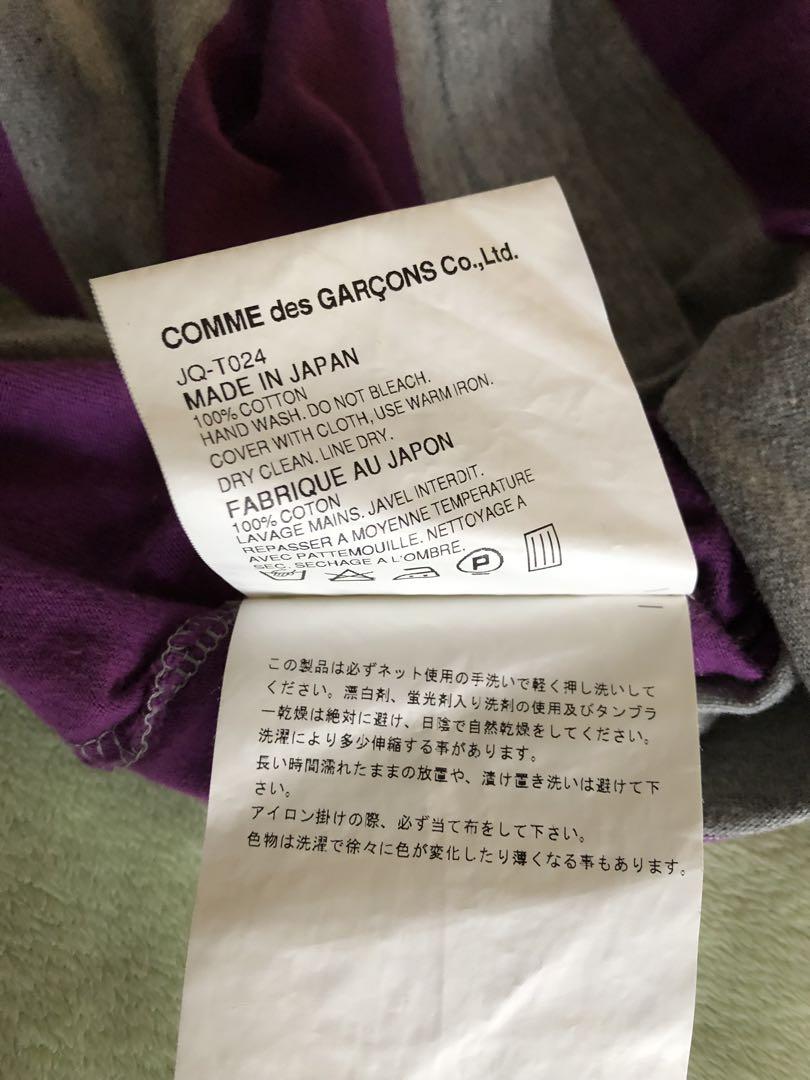 COMME des GARÇONS Co.,Ltd.
JQ-T024
MADE IN JAPAN
100% COTTON
HAND WASH. DO NOT BLEACH.
COVER WITH CLOTH, USE WARM IRON.
DRY CLEAN. LINE DRY.
FABRIQUE AU JAPON
100% COTON
LAVAGE MAINS. JAVEL INTERDIT.
REPASSER A MOYENNE TEMPERATURE
AVEC PATTEMOUILLE. NETTOYAGE A
SEC. SECHAGE A L'OMBRE.
P
この製品は必ずネット使用の手洗いで軽く押し洗いして
ください。漂白剤、蛍光剤入り洗剤の使用及びタンブラ
ー乾燥は絶対に避け、日陰で自然乾燥をしてください。
洗濯により多少伸縮する事があります。
長い時間濡れたままの放置や、漬け置き洗いは避けて下
さい。
アイロン掛けの際、必ず当て布をして下さい。
色物は洗濯で徐々に色が変化したり薄くなる事もあります。